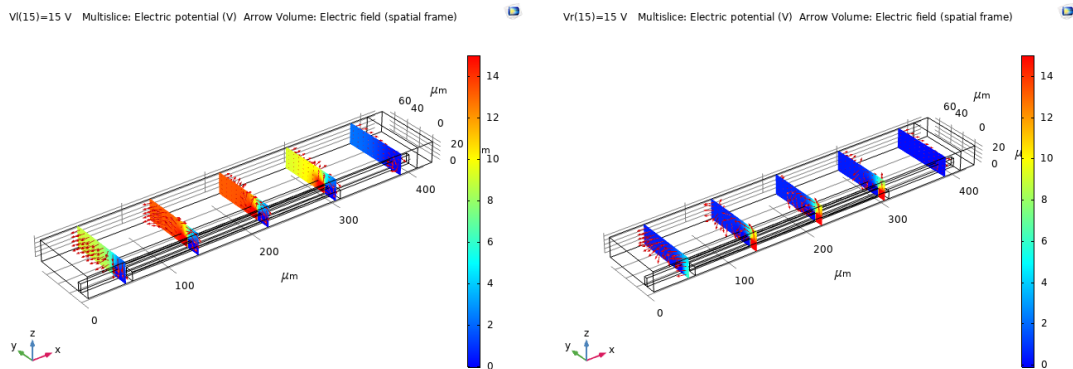 Vl(15)=15 V Multislice: Electric potential (V) Arrow Volume: Electric field (spatial frame)
14
12
10
8
6
4
2
0
μm
60
40
0
20
0
m
400
300
200
μm
100
0
z
y
x
Vr(15)=15 V Multislice: Electric potential (V) Arrow Volume: Electric field (spatial frame)
14
12
10
8
6
4
2
0
μm
60
40
0
20
0
400
300
200
μm
100
0
z
y
x